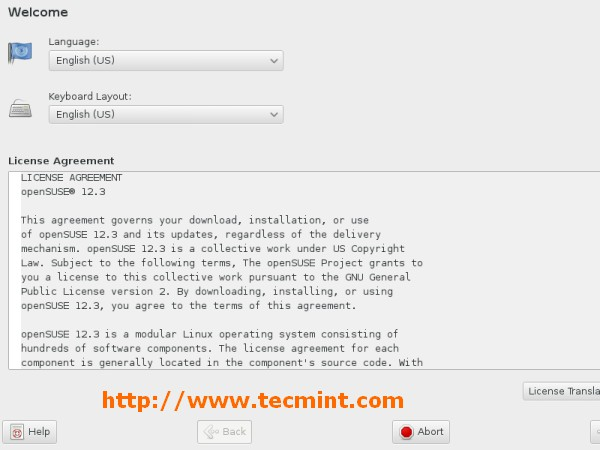 Welcome
Language:
English (US)
Keyboard Layout:
English (US)
License Agreement
LICENSE AGREEMENT
openSUSE® 12.3
This agreement governs your download, installation, or use
of openSUSE 12.3 and its updates, regardless of the delivery
mechanism. openSUSE 12.3 is a collective work under US Copyright
Law. Subject to the following terms, The openSUSE Project grants to
you a license to this collective work pursuant to the GNU General
Public License version 2. By downloading, installing, or using
openSUSE 12.3, you agree to the terms of this agreement.
openSUSE 12.3 is a modular Linux operating system consisting of
hundreds of software components. The license agreement for each
component is generally located in the component's source code. With
License Transla
http://www.tecmint.com
Help
Back
Abort